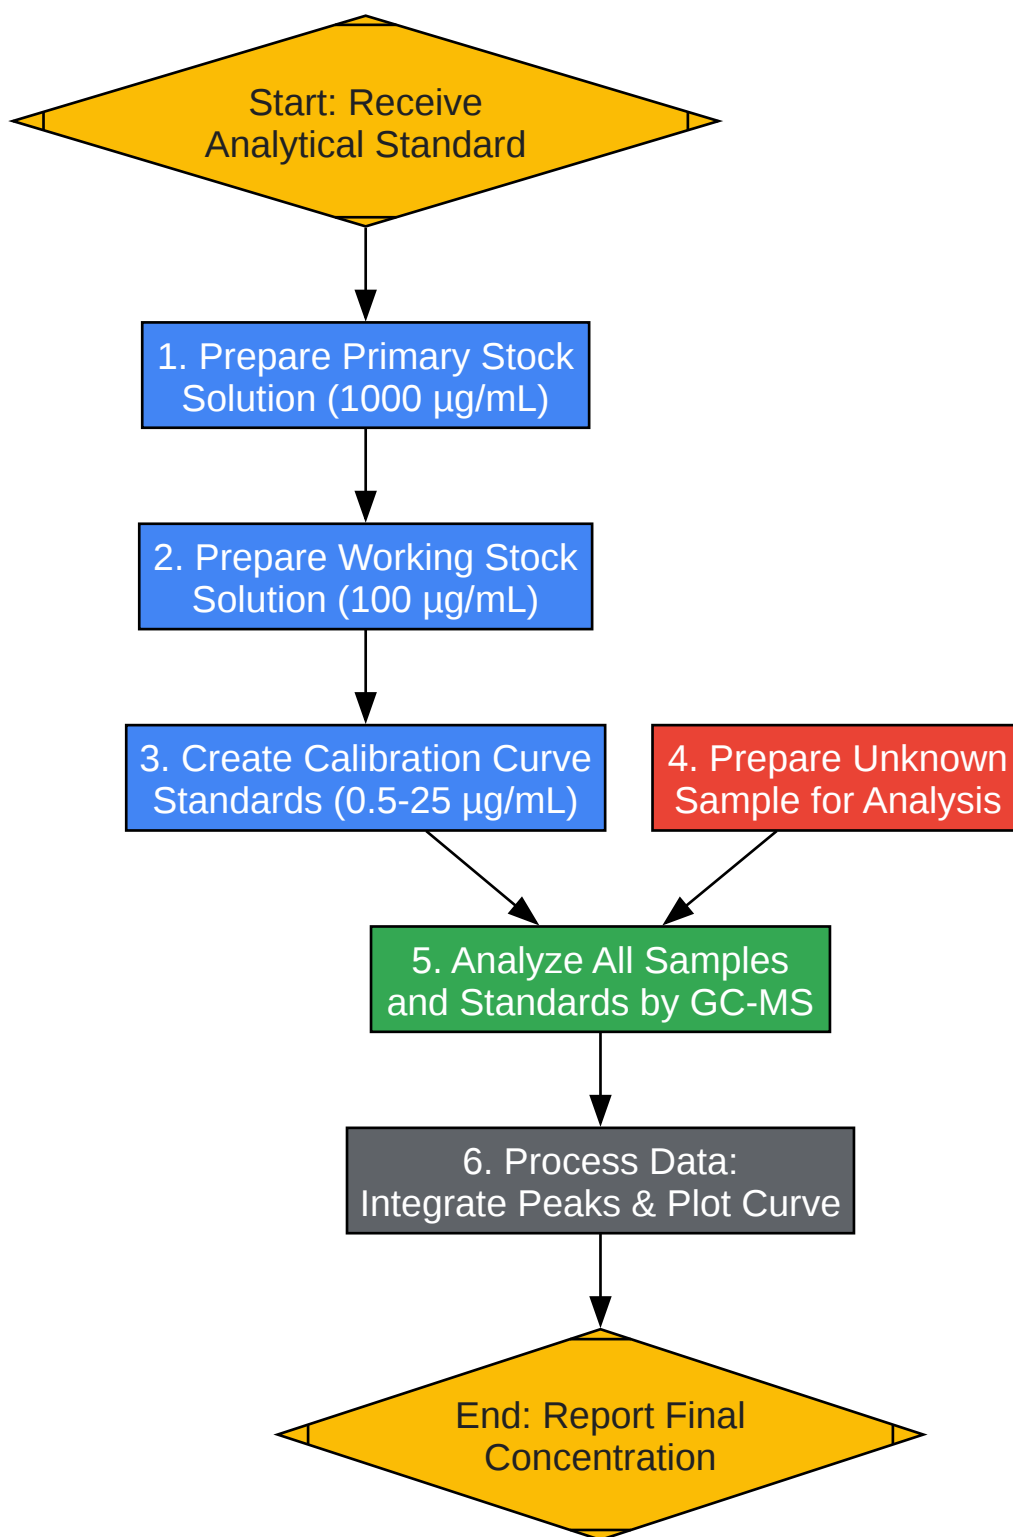 Start: Receive
Analytical Standard
1. Prepare Primary Stock
Solution (1000 µg/mL)
2. Prepare Working Stock
Solution (100 µg/mL)
3. Create Calibration Curve
Standards (0.5-25 µg/mL)
4. Prepare Unknown
Sample for Analysis
5. Analyze All Samples
and Standards by GC-MS
6. Process Data:
Integrate Peaks & Plot Curve
End: Report Final
Concentration